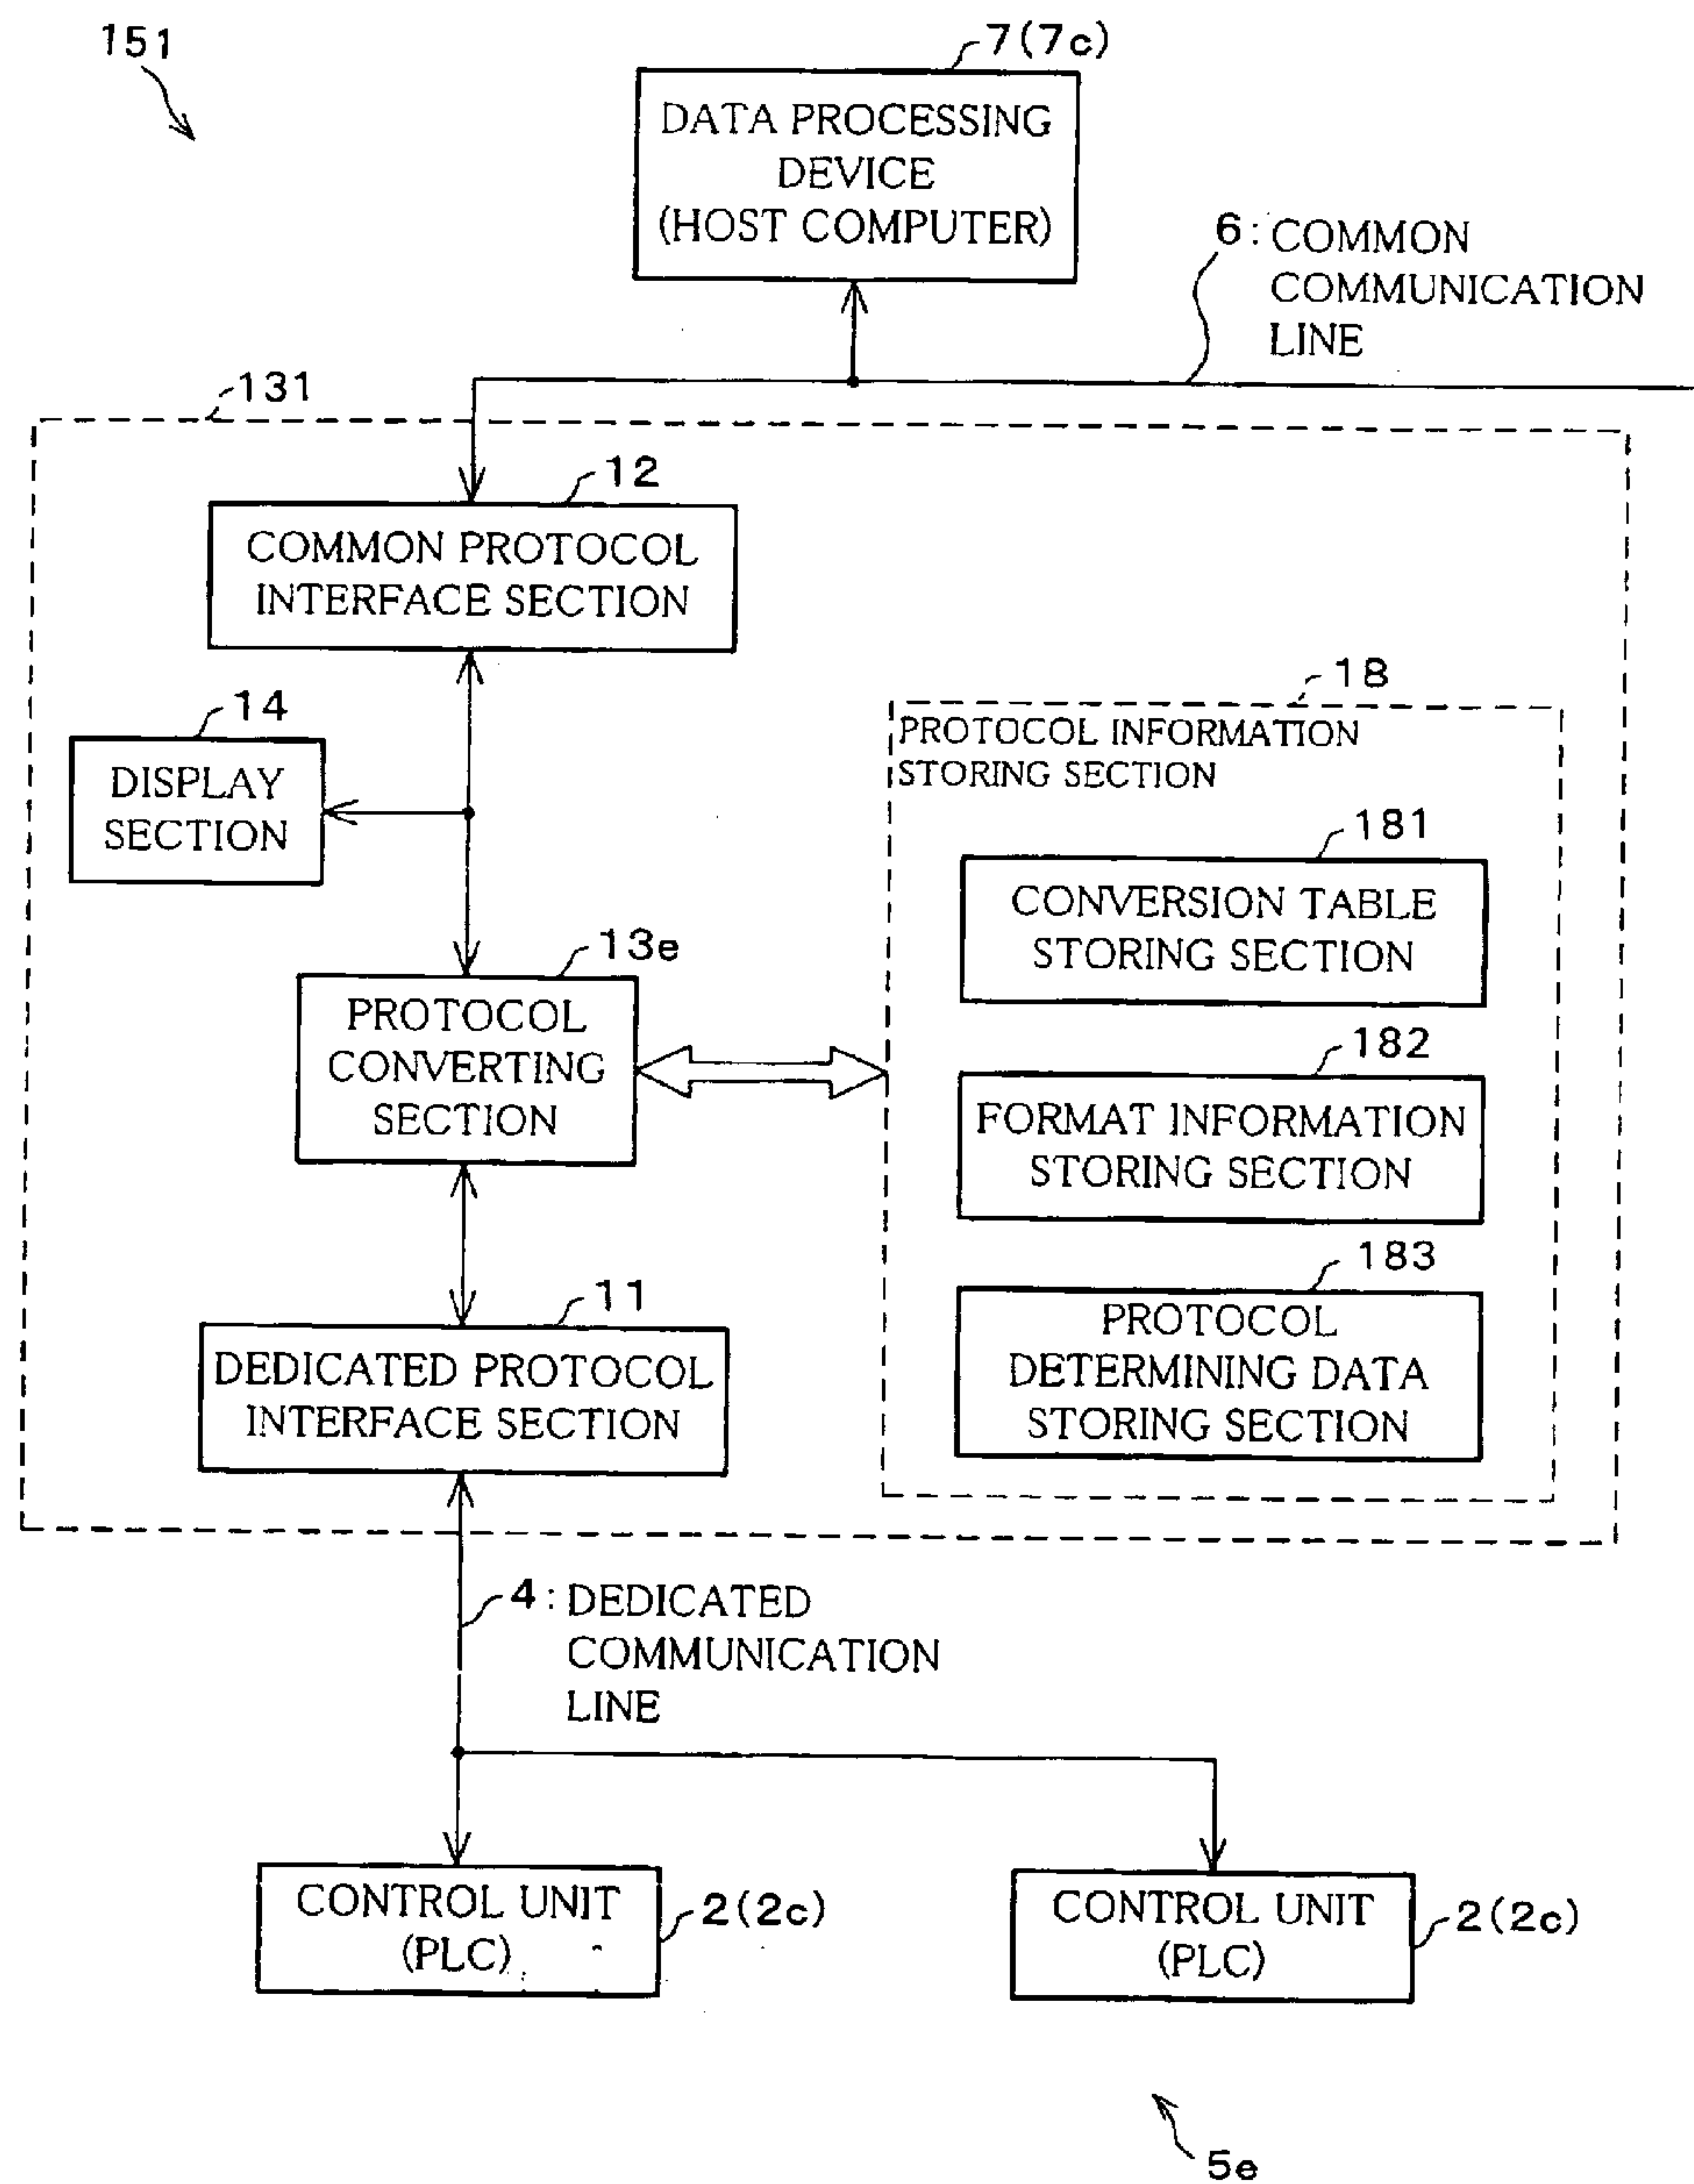 151
7(7c)
DATA PROCESSING
DEVICE
(HOST COMPUTER)
6: COMMON
COMMUNICATION
LINE
131
12
COMMON PROTOCOL
INTERFACE SECTION
14
DISPLAY
SECTION
18
PROTOCOL INFORMATION
STORING SECTION
181
CONVERSION TABLE
STORING SECTION
13e
PROTOCOL
CONVERTING
SECTION
182
FORMAT INFORMATION
STORING SECTION
183
PROTOCOL
DETERMINING DATA
STORING SECTION
11
DEDICATED PROTOCOL
INTERFACE SECTION
4: DEDICATED
COMMUNICATION
LINE
CONTROL UNIT
(PLC)
2(2c)
CONTROL UNIT
(PLC)
2(2c)
5e